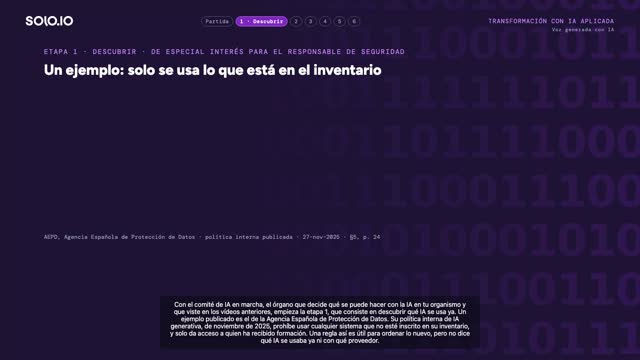 SOLO.IO
Partida 1 · Descubrir 2 3 4 5 6
TRANSFORMACIÓN CON IA APLICADA
Voz generada con IA
ETAPA 1 · DESCUBRIR · DE ESPECIAL INTERÉS PARA EL RESPONSABLE DE SEGURIDAD
Un ejemplo: solo se usa lo que está en el inventario
AEPD, Agencia Española de Protección de Datos · política interna publicada · 27-nov-2025 · §5, p. 24
Con el comité de IA en marcha, el órgano que decide qué se puede hacer con la IA en tu organismo y
que viste en los vídeos anteriores, empieza la etapa 1, que consiste en descubrir qué IA se usa ya. Un
ejemplo publicado es el de la Agencia Española de Protección de Datos. Su política interna de IA
generativa, de noviembre de 2025, prohíbe usar cualquier sistema que no esté inscrito en su inventario,
y solo da acceso a quien ha recibido formación. Una regla así es útil para ordenar lo nuevo, pero no dice
qué IA se usaba ya ni con qué proveedor.